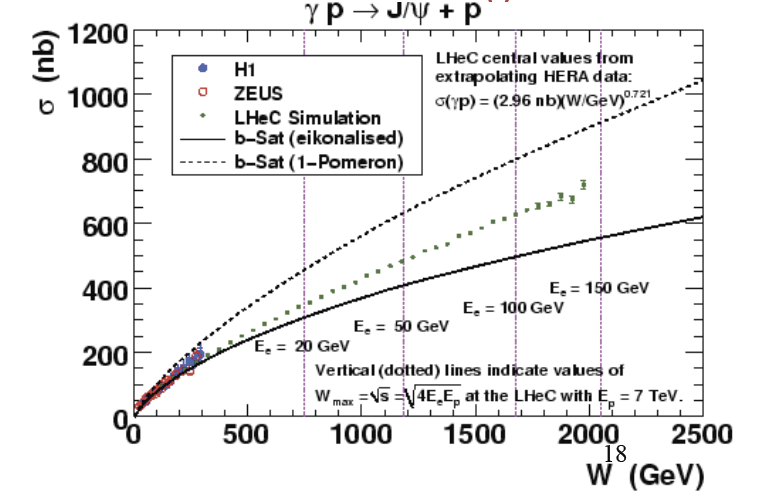 γ p → J/ψ + p
1200
1000
800
600
400
200
0
σ (nb)
H1
ZEUS
LHeC Simulation
b–Sat (eikonalised)
b–Sat (1–Pomeron)
LHeC central values from
extrapolating HERA data:
σ(γp) = (2.96 nb)(W/GeV)^0.721
E_e = 150 GeV
E_e = 100 GeV
E_e = 50 GeV
E_e = 20 GeV
Vertical (dotted) lines indicate values of
W_max = √s = √4E_eE_p at the LHeC with E_p = 7 TeV.
0 500 1000 1500 2000 2500
18
W (GeV)